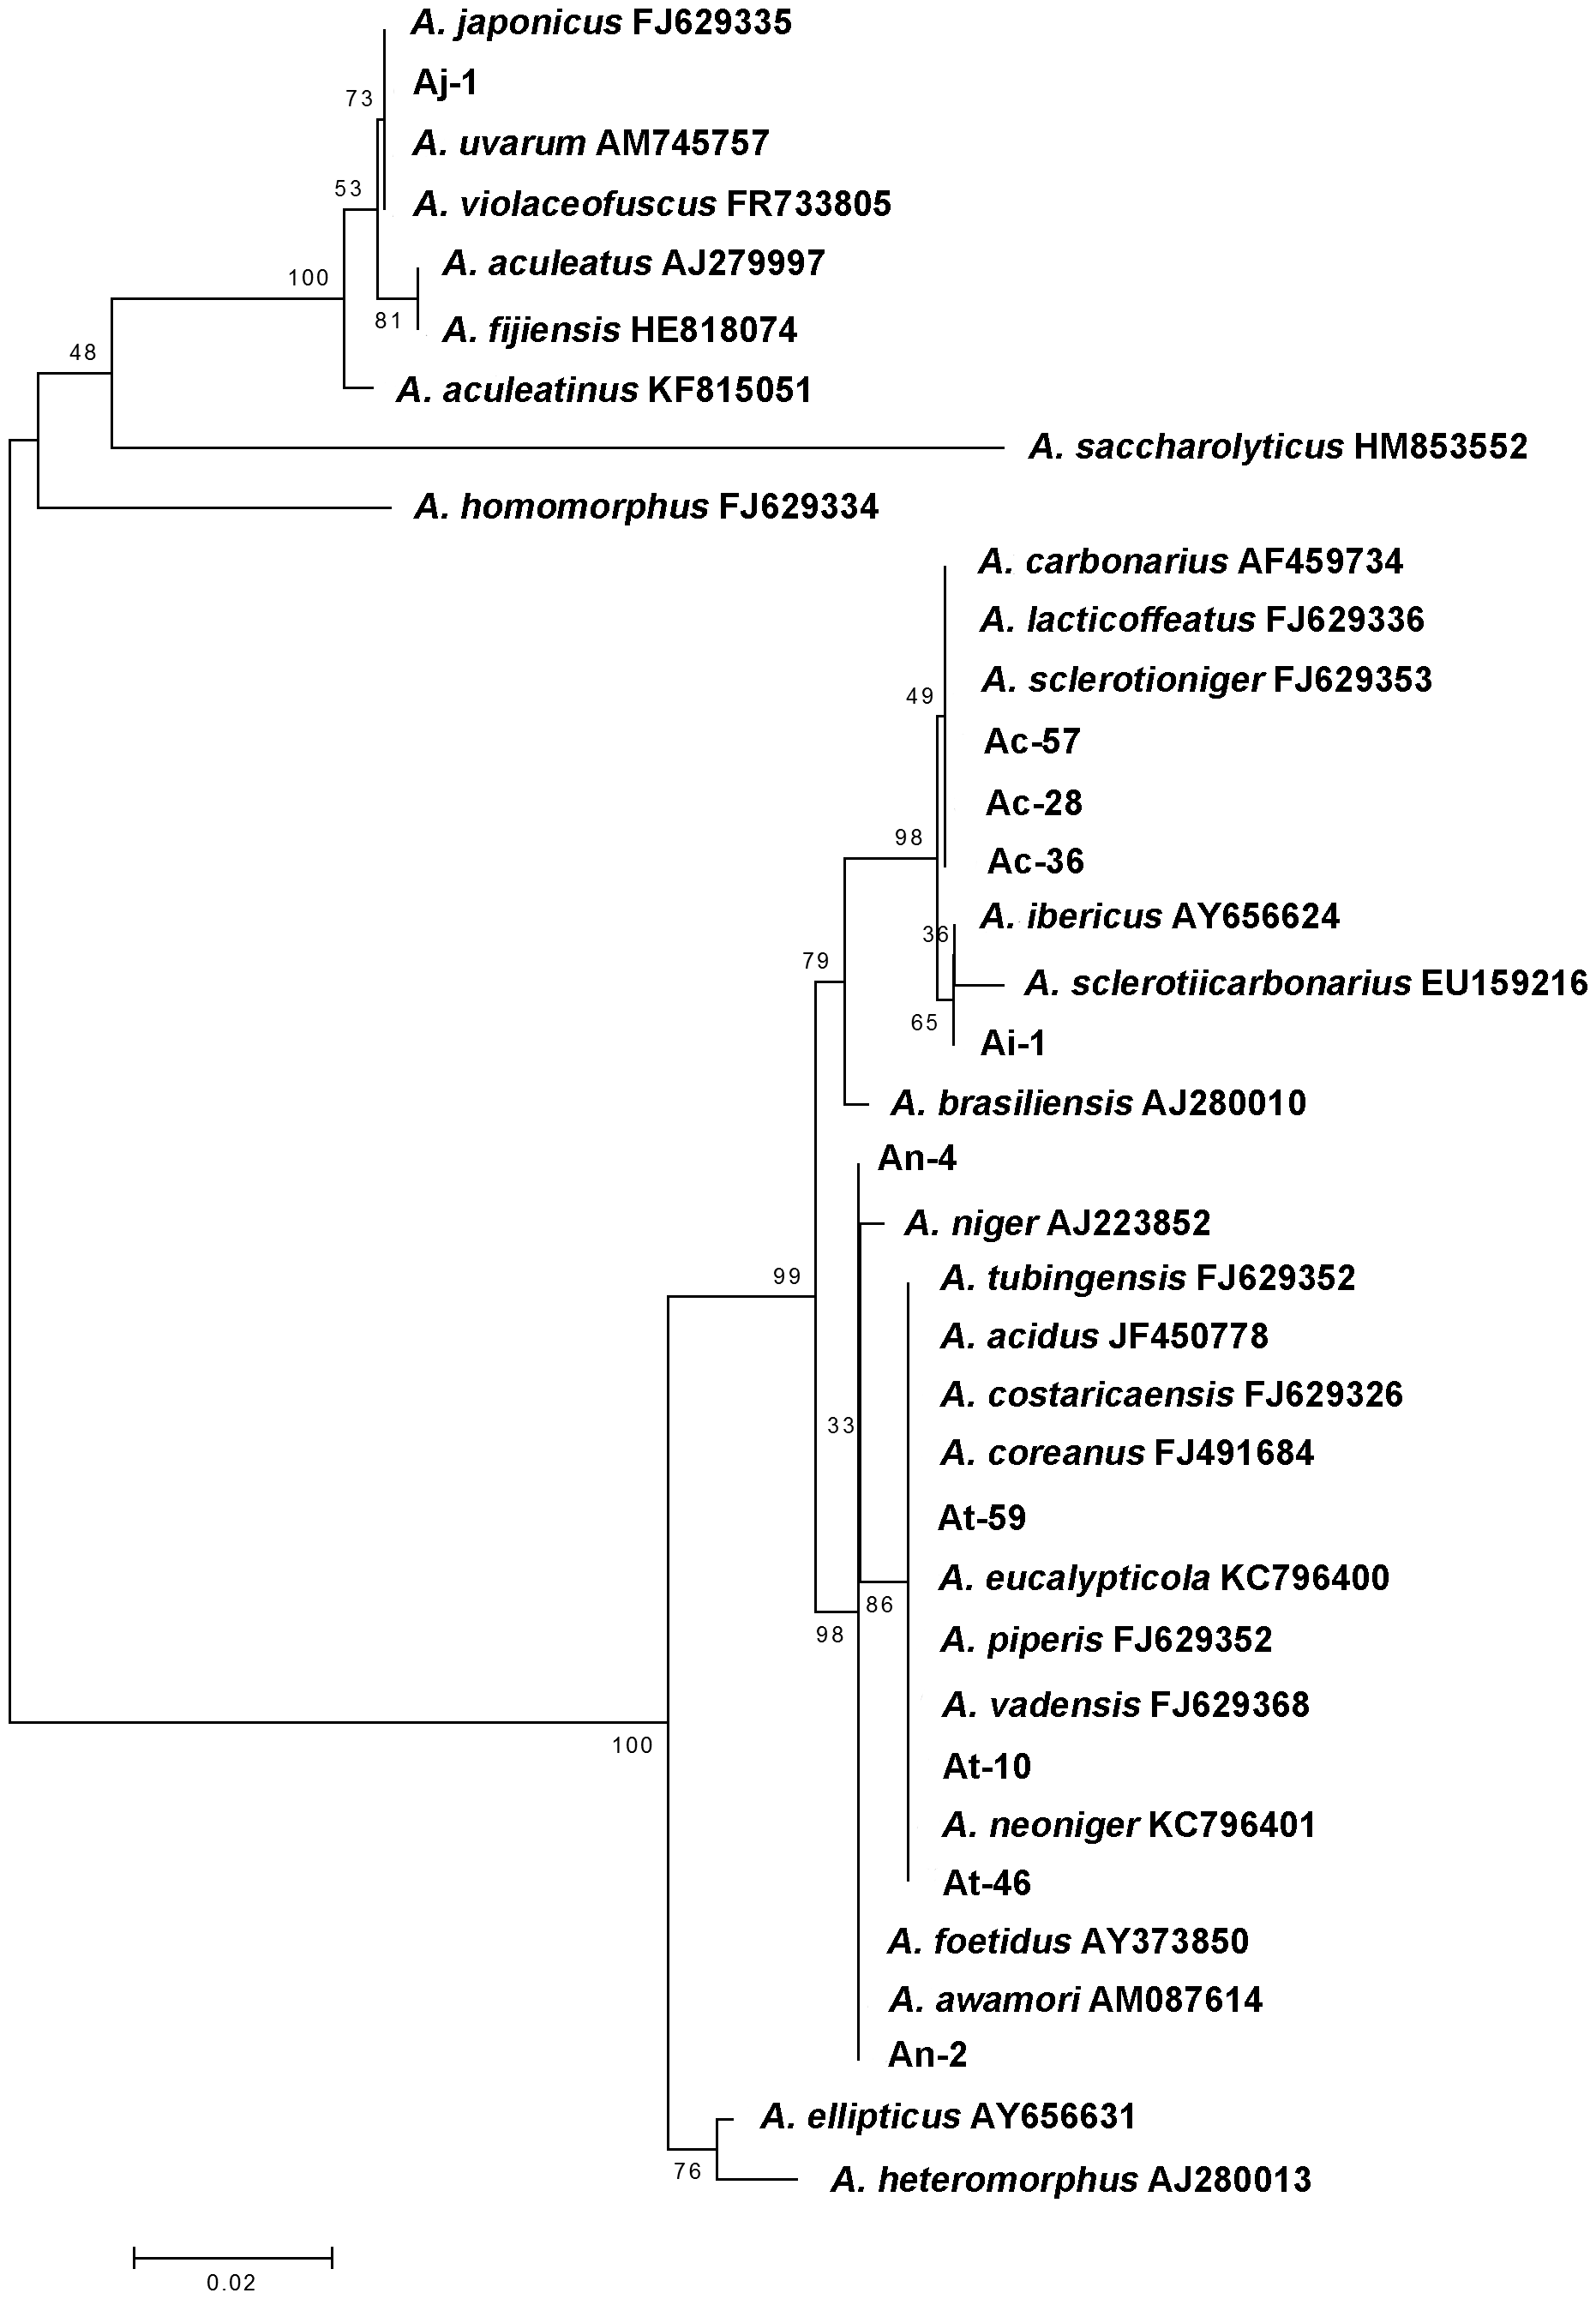 A. japonicus FJ629335
Aj-1
73
A. uvarum AM745757
53
A. violaceofuscus FR733805
A. aculeatus AJ279997
100
81
A. fijiensis HE818074
48
A. aculeatinus KF815051
A. saccharolyticus HM853552
A. homomorphus FJ629334
A. carbonarius AF459734
A. lacticoffeatus FJ629336
A. sclerotioniger FJ629353
49
Ac-57
Ac-28
98
Ac-36
A. ibericus AY656624
36
79
A. sclerotiicarbonarius EU159216
65
Ai-1
A. brasiliensis AJ280010
An-4
A. niger AJ223852
99
A. tubingensis FJ629352
A. acidus JF450778
A. costaricaensis FJ629326
33
A. coreanus FJ491684
At-59
A. eucalypticola KC796400
86
98
A. piperis FJ629352
A. vadensis FJ629368
100
At-10
A. neoniger KC796401
At-46
A. foetidus AY373850
A. awamori AM087614
An-2
A. ellipticus AY656631
76
A. heteromorphus AJ280013
0.02